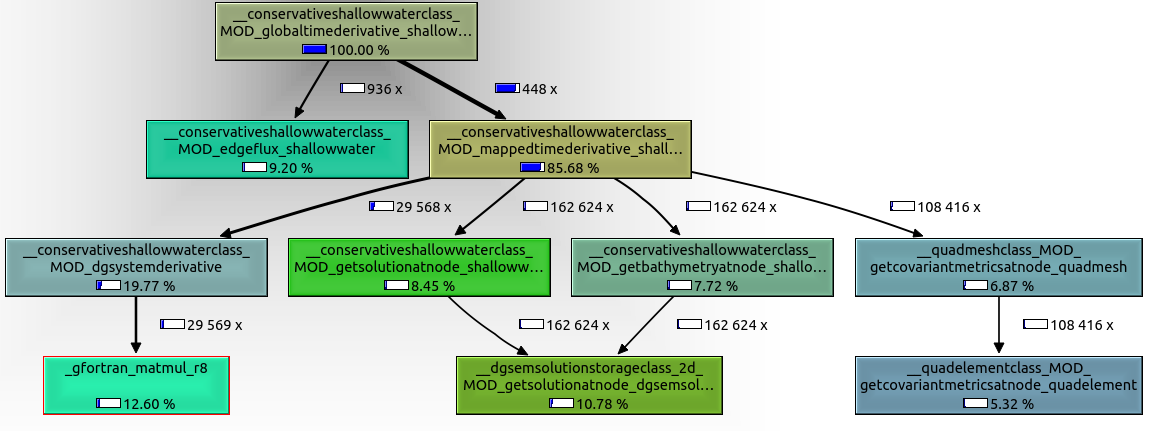 __conservativeshallowwaterclass_
MOD_globaltimederivative_shallow…
100.00 %
936 x
448 x
__conservativeshallowwaterclass_
MOD_edgeflux_shallowwater
9.20 %
__conservativeshallowwaterclass_
MOD_mappedtimederivative_shall…
85.68 %
29 568 x
162 624 x
162 624 x
108 416 x
__conservativeshallowwaterclass_
MOD_dgsystemderivative
19.77 %
__conservativeshallowwaterclass_
MOD_getsolutionatnode_shalloww…
8.45 %
__conservativeshallowwaterclass_
MOD_getbathymetryatnode_shallo…
7.72 %
__quadmeshclass_MOD_
getcovariantmetricsatnode_quadmesh
6.87 %
29 569 x
162 624 x
162 624 x
108 416 x
_gfortran_matmul_r8
12.60 %
__dgsemsolutionstorageclass_2d_
MOD_getsolutionatnode_dgsemsol…
10.78 %
__quadelementclass_MOD_
getcovariantmetricsatnode_quadelement
5.32 %